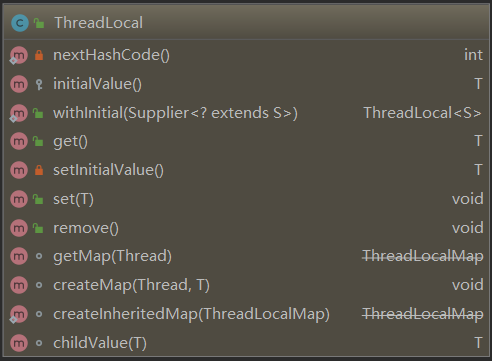 C ThreadLocal
m nextHashCode() int
m initialValue() T
m withInitial(Supplier<? extends S>) ThreadLocal<S>
m get() T
m setInitialValue() T
m set(T) void
m remove() void
m getMap(Thread) ThreadLocalMap
m createMap(Thread, T) void
m createInheritedMap(ThreadLocalMap) ThreadLocalMap
m childValue(T) T